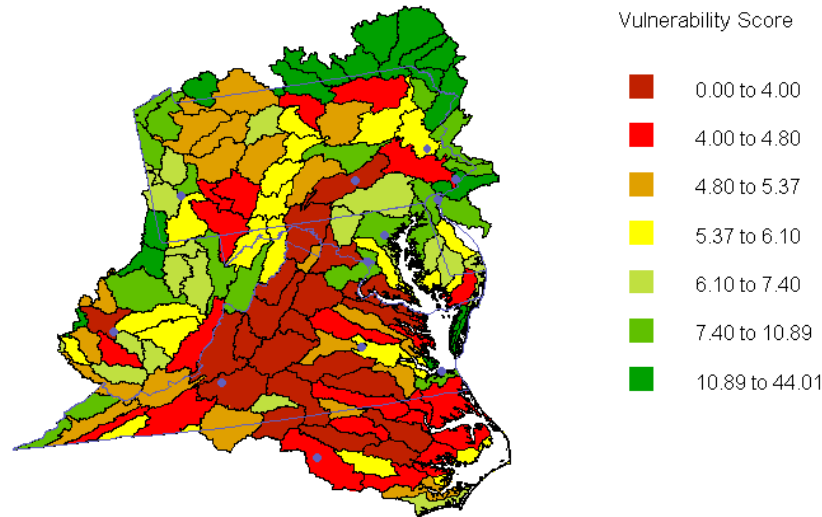 Vulnerability Score
0.00 to 4.00
4.00 to 4.80
4.80 to 5.37
5.37 to 6.10
6.10 to 7.40
7.40 to 10.89
10.89 to 44.01